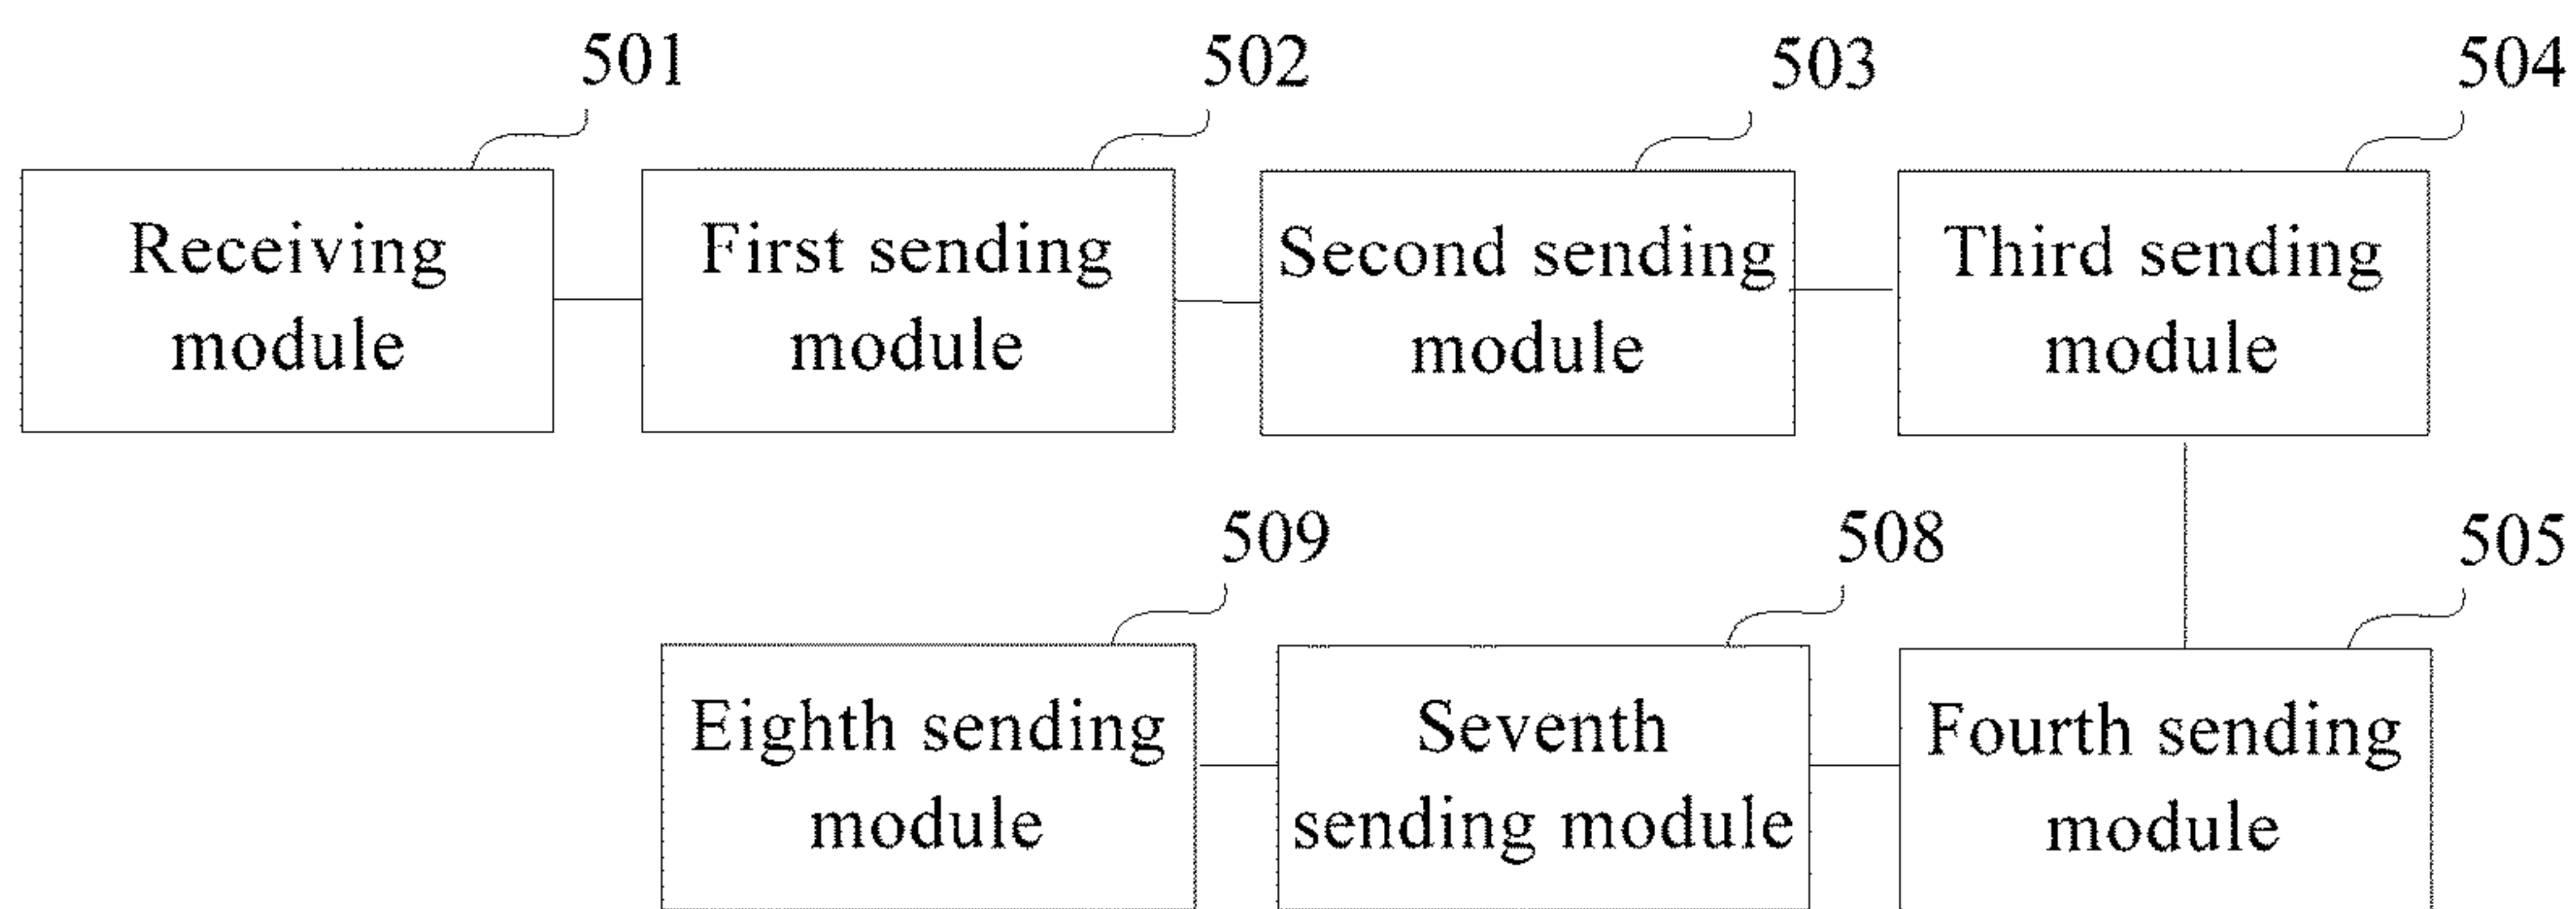 501
502
503
504
Receiving
module
First sending
module
Second sending
module
Third sending
module
509
508
505
Eighth sending
module
Seventh
sending module
Fourth sending
module